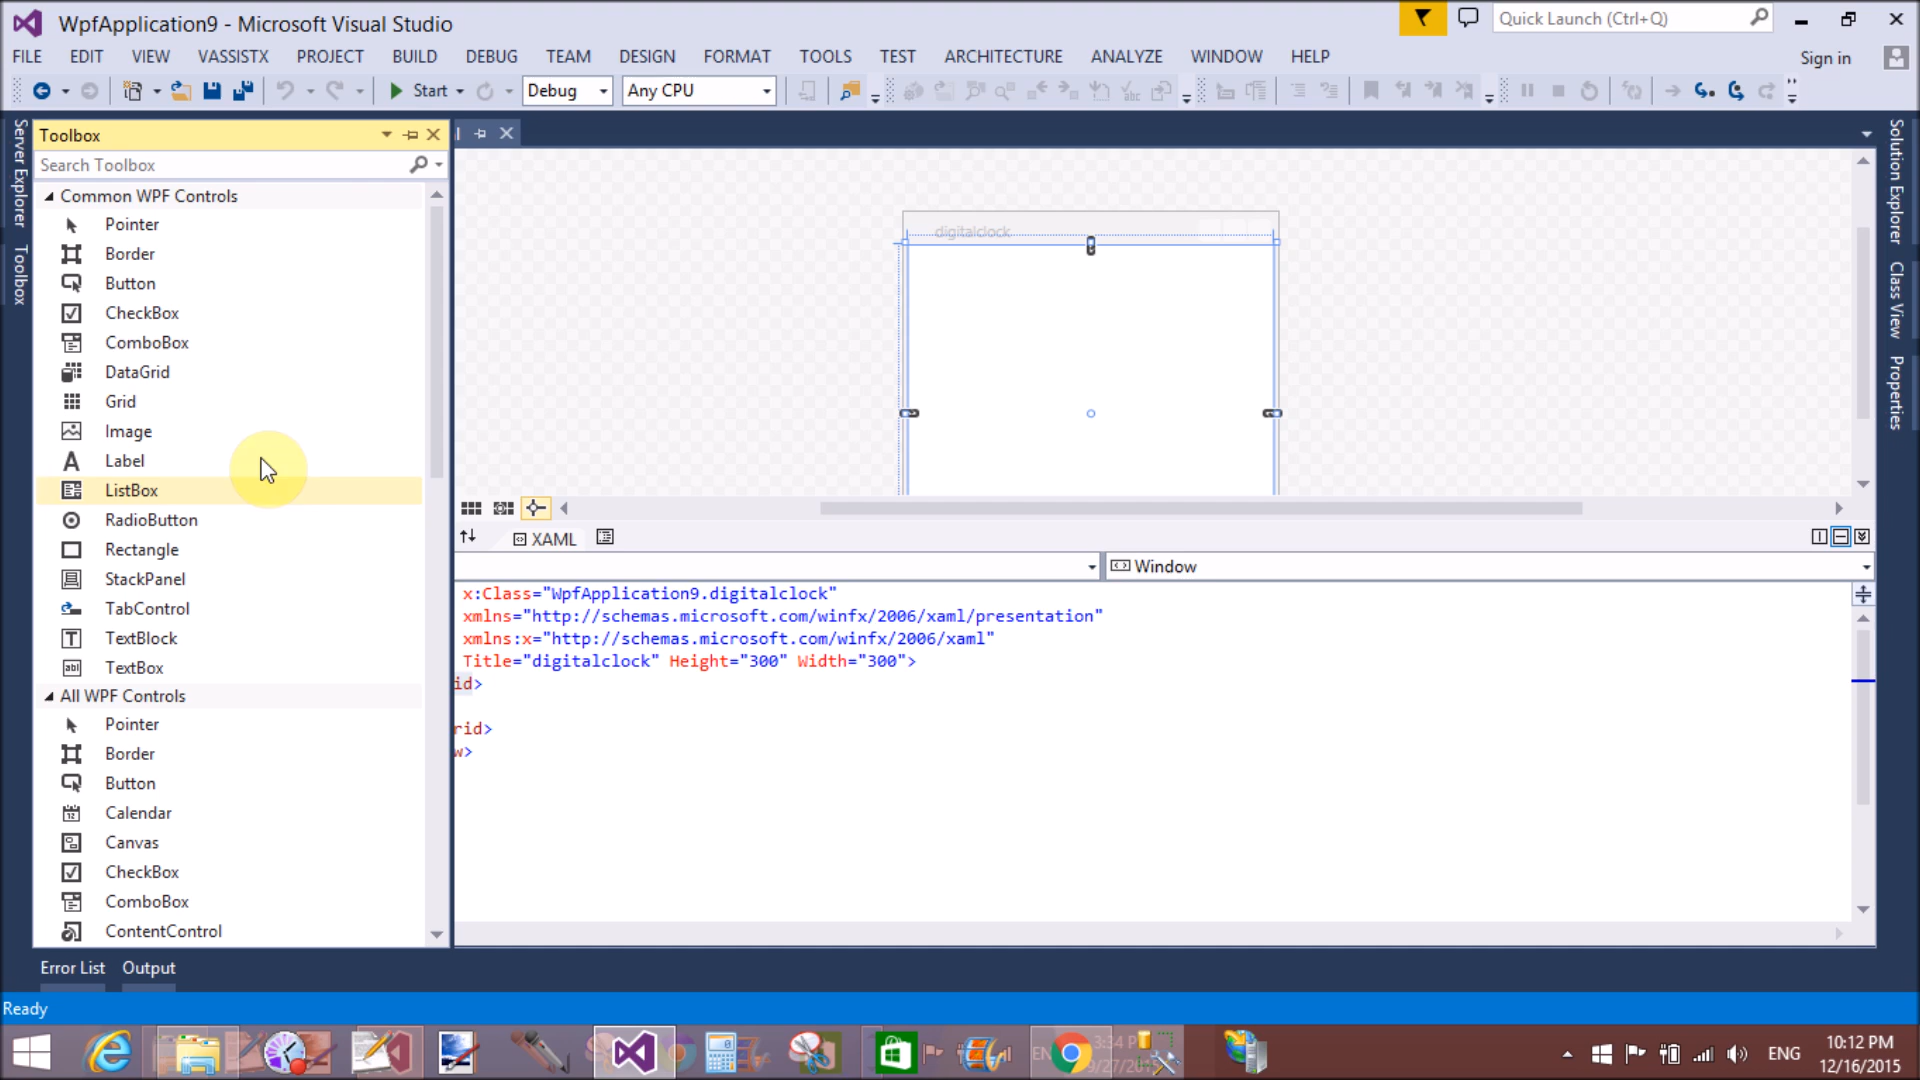 WpfApplication9 - Microsoft Visual Studio
Quick Launch (Ctrl+Q)
FILE EDIT VIEW VASSISTX PROJECT BUILD DEBUG TEAM DESIGN FORMAT TOOLS TEST ARCHITECTURE ANALYZE WINDOW HELP
Sign in
Start Debug Any CPU
Server Explorer
Toolbox
Toolbox
Search Toolbox
Common WPF Controls
Pointer
Border
Button
CheckBox
ComboBox
DataGrid
Grid
Image
Label
ListBox
RadioButton
Rectangle
StackPanel
TabControl
TextBlock
TextBox
All WPF Controls
Pointer
Border
Button
Calendar
Canvas
CheckBox
ComboBox
ContentControl
digitalclock
XAML
Window
x:Class="WpfApplication9.digitalclock"
xmlns="http://schemas.microsoft.com/winfx/2006/xaml/presentation"
xmlns:x="http://schemas.microsoft.com/winfx/2006/xaml"
Title="digitalclock" Height="300" Width="300">
id>
rid>
w>
Solution Explorer
Class View
Properties
Error List Output
Ready
ENG
10:12 PM
12/16/2015